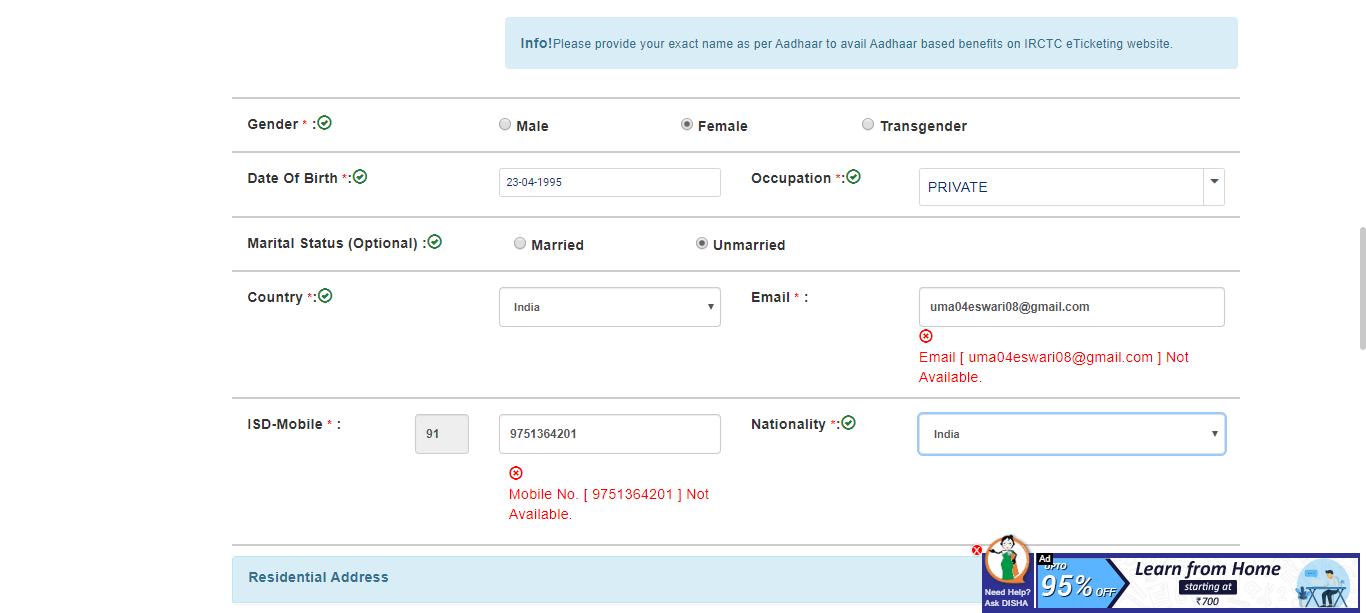 Info!Please provide your exact name as per Aadhaar to avail Aadhaar based benefits on IRCTC eTicketing website.
Gender * : Male Female Transgender
Date Of Birth *: 23-04-1995 Occupation *: PRIVATE
Marital Status (Optional) : Married Unmarried
Country *: India Email * : uma04eswari08@gmail.com
Email [ uma04eswari08@gmail.com ] Not
Available.
ISD-Mobile * : 91 9751364201 Nationality *: India
Mobile No. [ 9751364201 ] Not
Available.
Residential Address
Need Help?
Ask DISHA
Ad
UPTO
95% OFF
Learn from Home
starting at
₹700